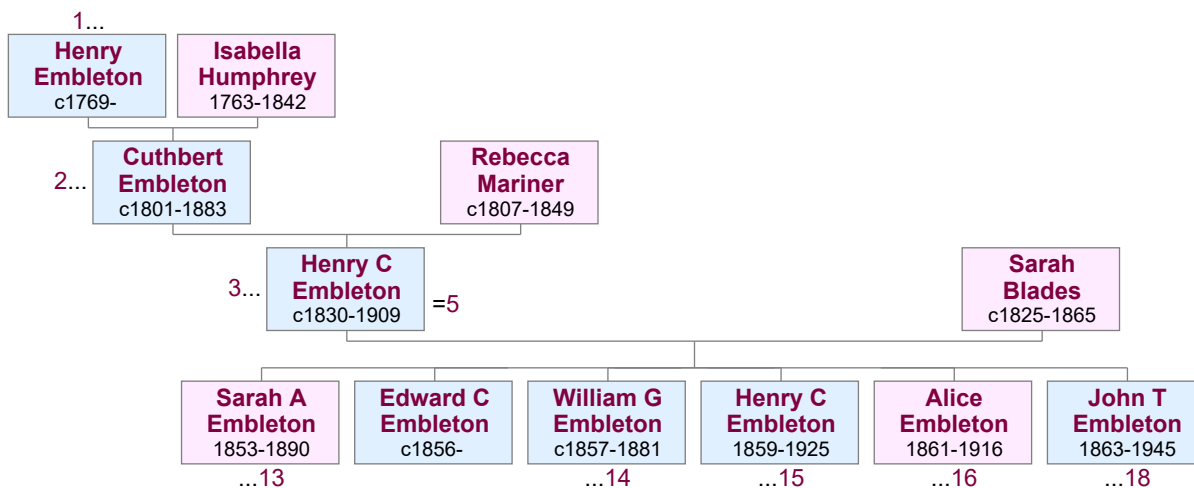 1...
Henry
Embleton
c1769-
Isabella
Humphrey
1763-1842
2...
Cuthbert
Embleton
c1801-1883
Rebecca
Mariner
c1807-1849
3...
Henry C
Embleton
c1830-1909
=5
Sarah
Blades
c1825-1865
Sarah A
Embleton
1853-1890
...13
Edward C
Embleton
c1856-
William G
Embleton
c1857-1881
...14
Henry C
Embleton
1859-1925
...15
Alice
Embleton
1861-1916
...16
John T
Embleton
1863-1945
...18